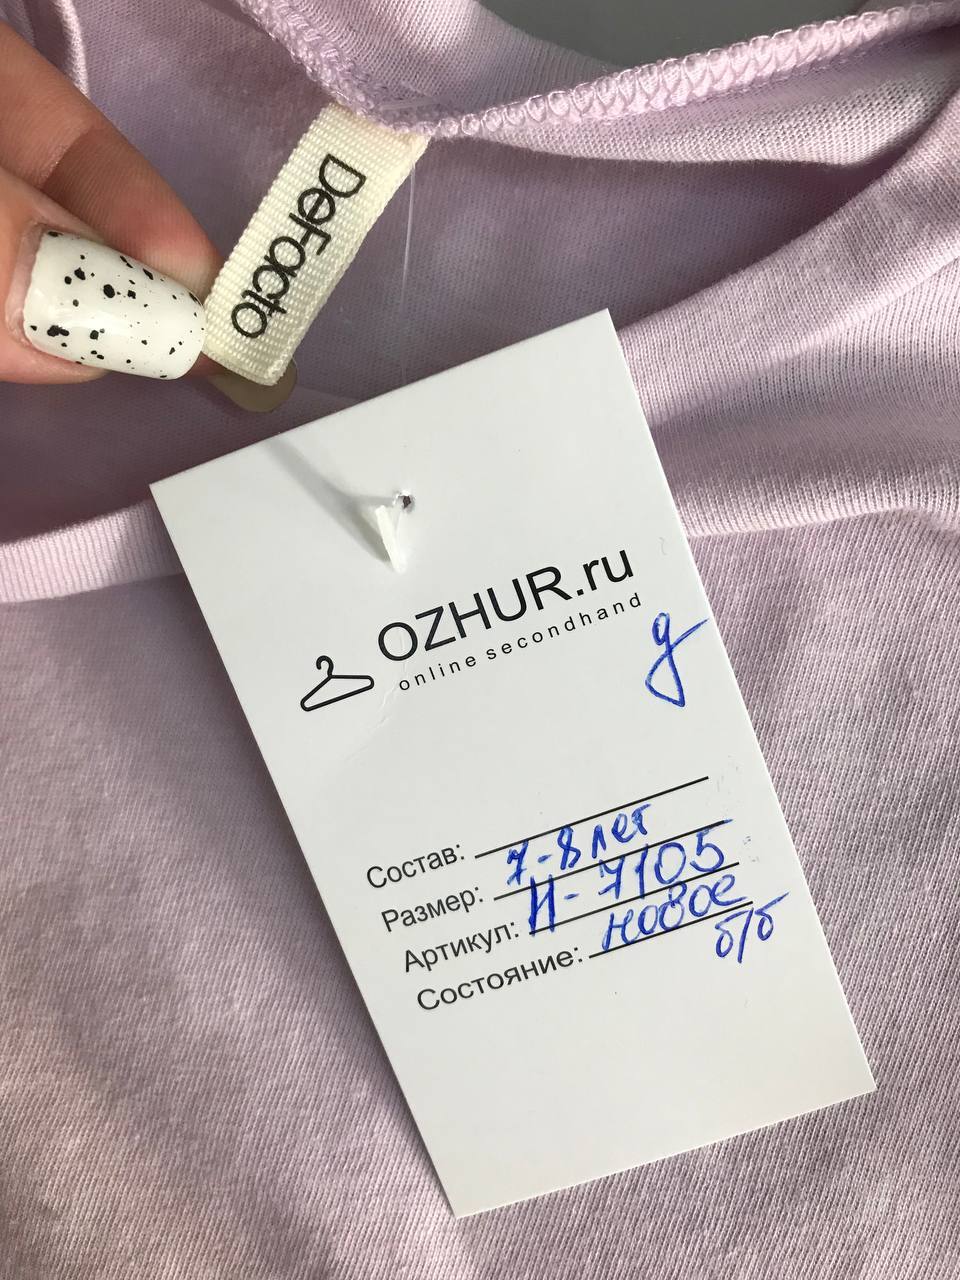 DeFacto
OZHUR.ru
online secondhand
g
Состав:
Размер: 7-8 лет
Артикул: И-7105
Состояние: новое
б/б